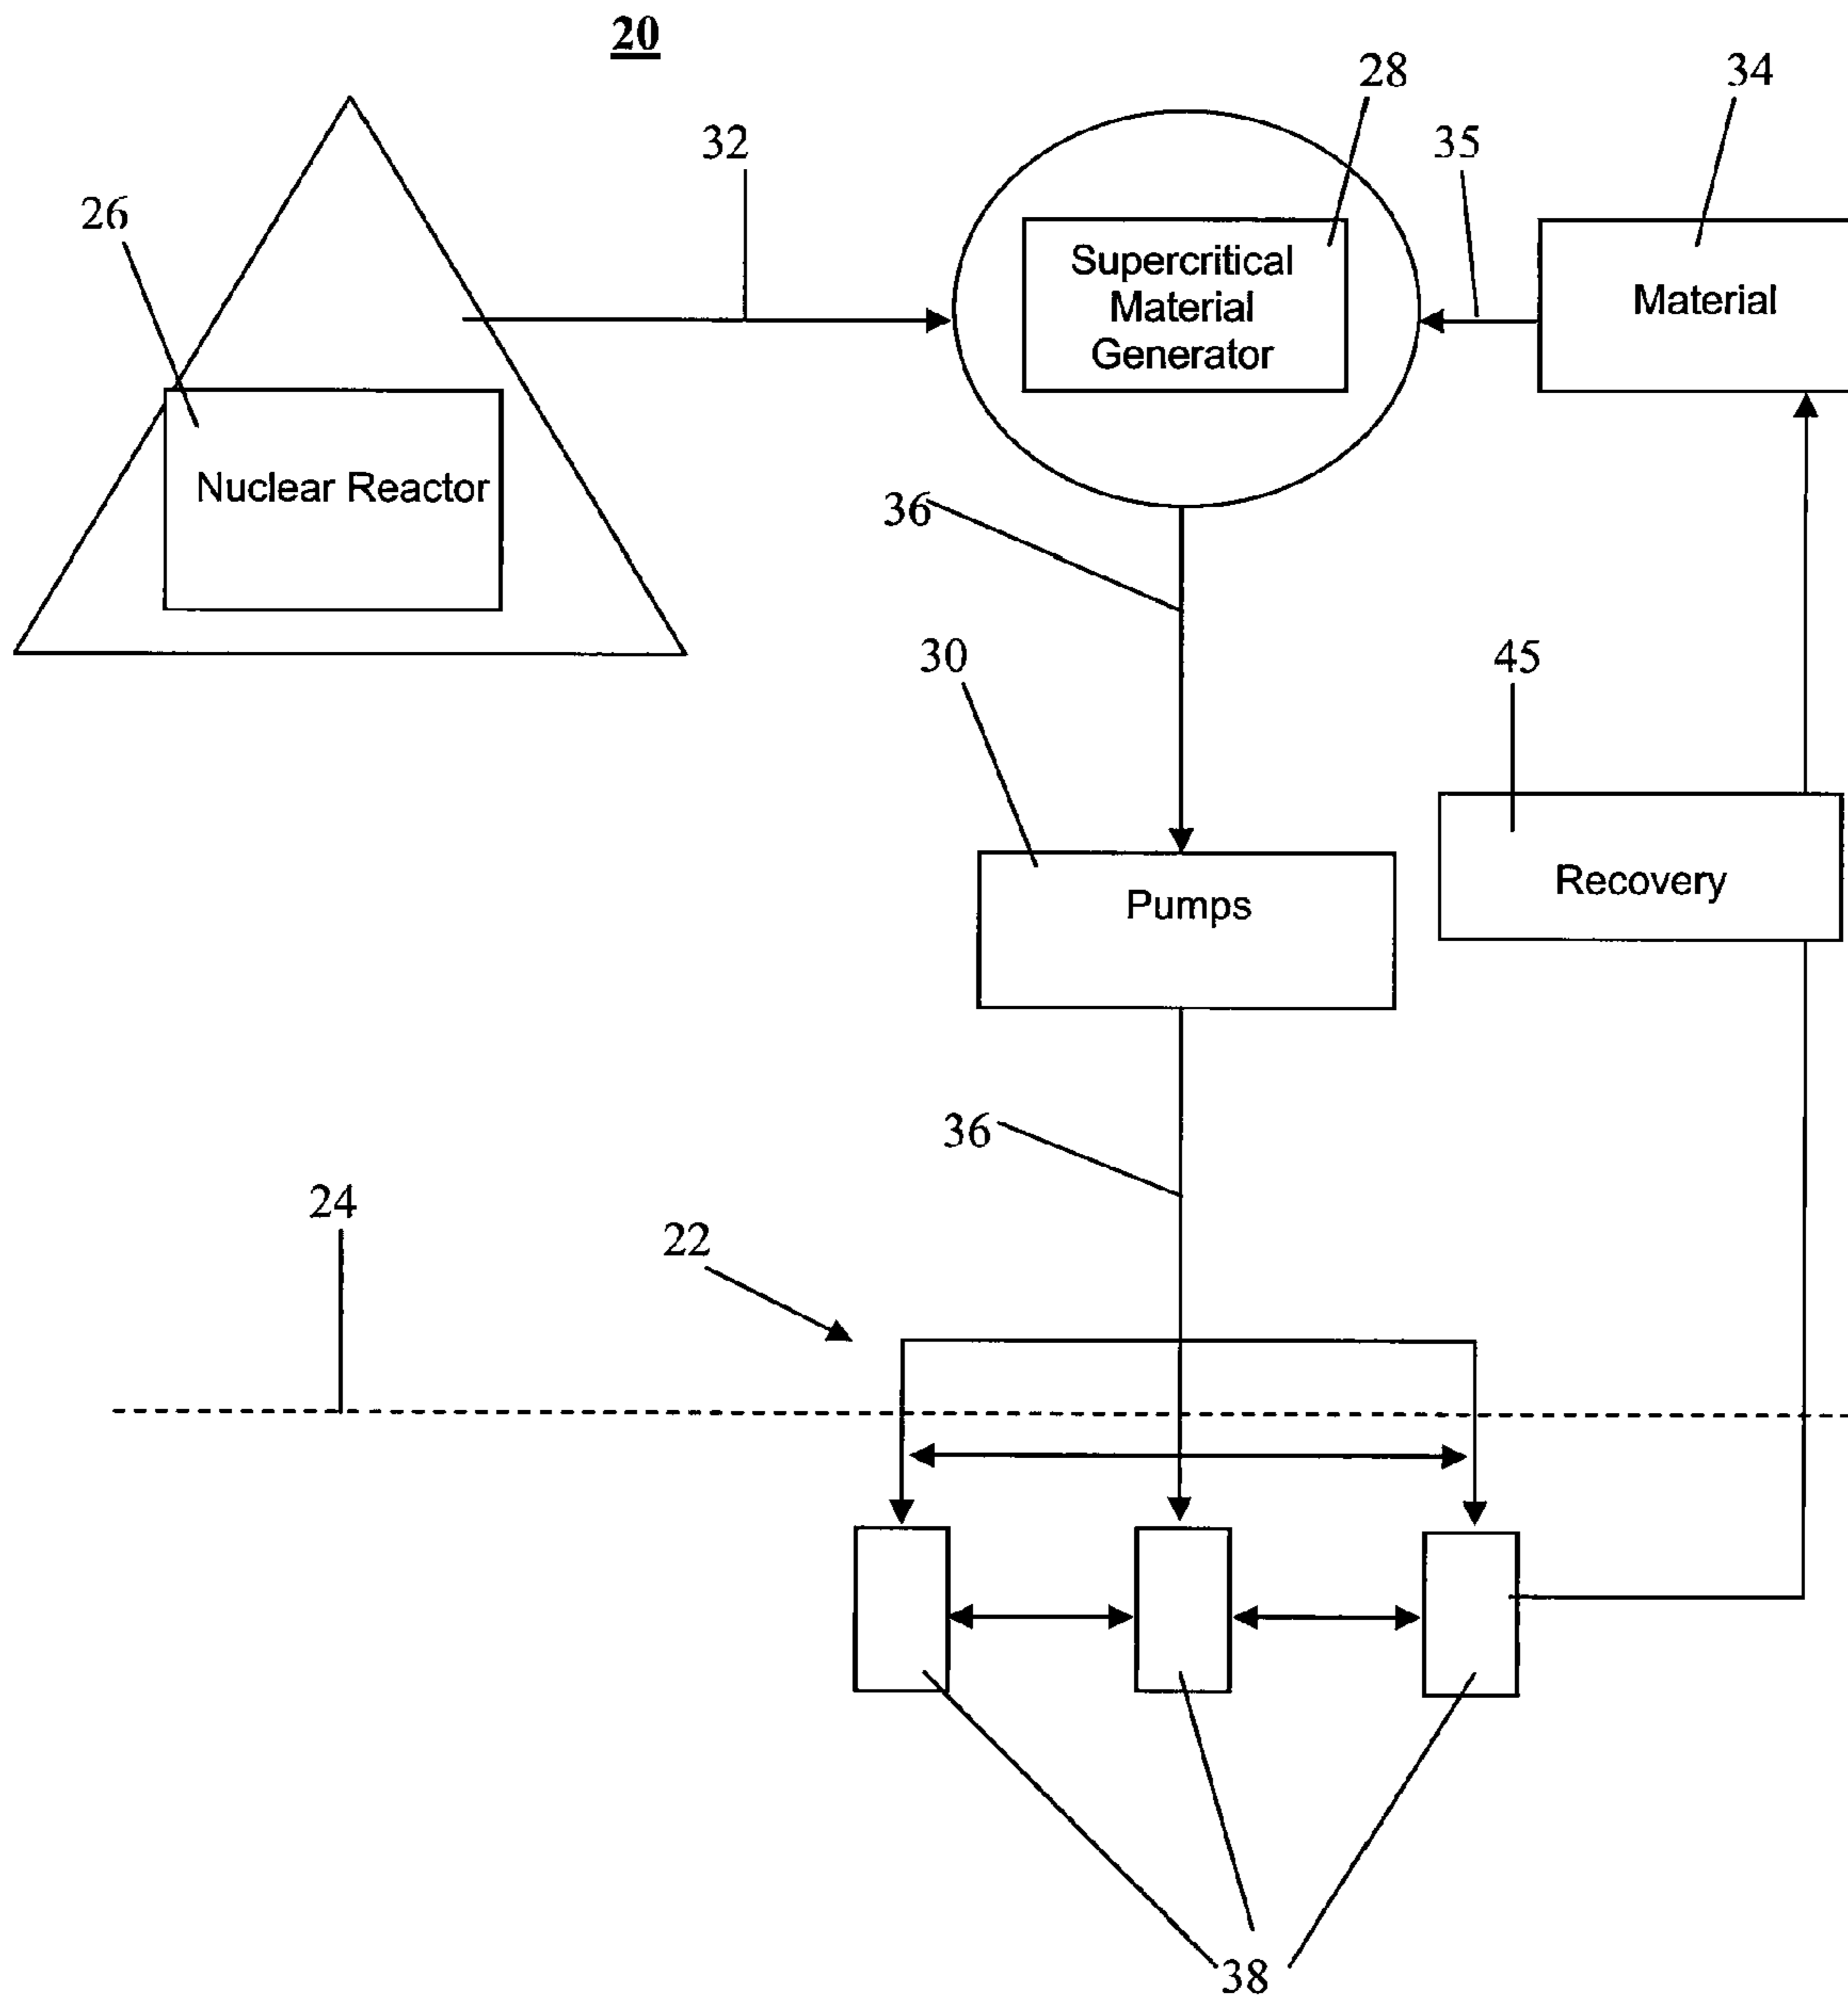 20
28
34
32
35
26
Supercritical
Material
Generator
Material
Nuclear Reactor
36
30
45
Recovery
Pumps
36
24
22
38